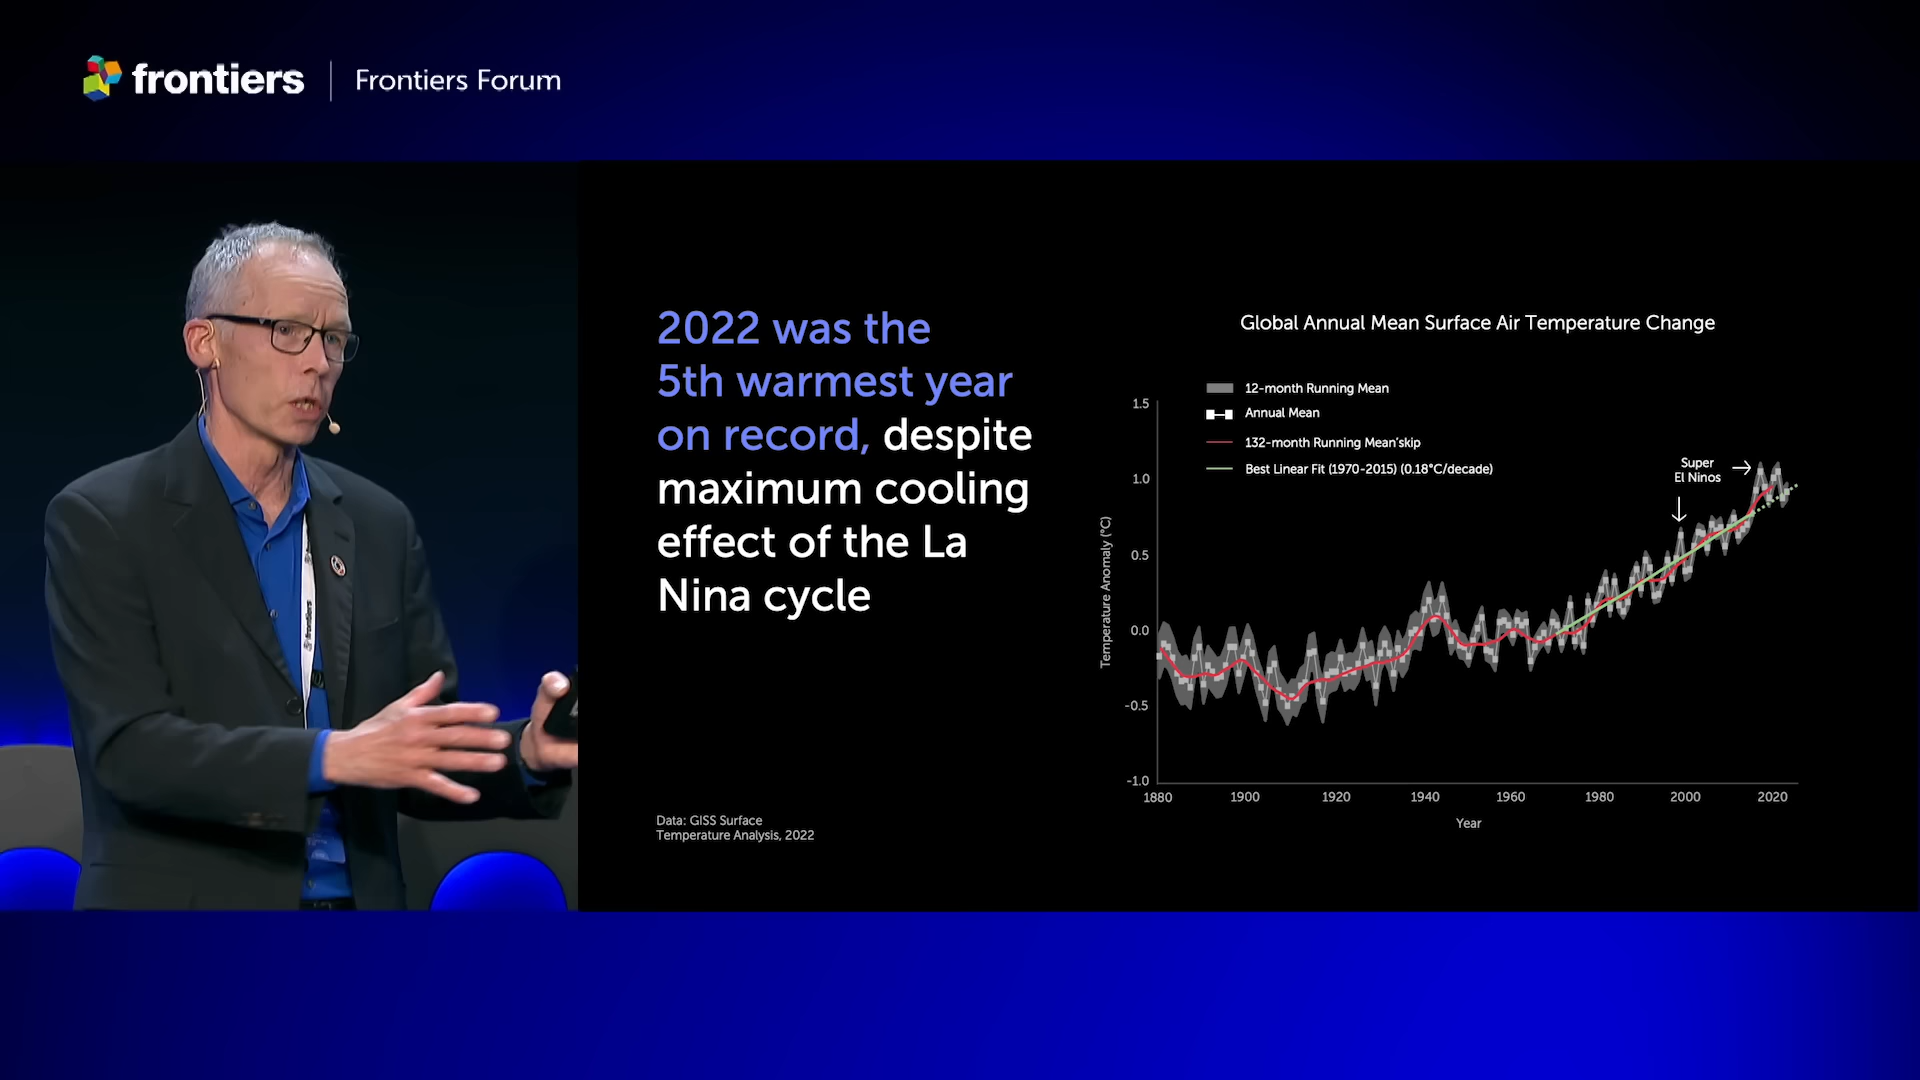 frontiers
Frontiers Forum
2022 was the
5th warmest year
on record, despite
maximum cooling
effect of the La
Nina cycle
Data: GISS Surface
Temperature Analysis, 2022
Global Annual Mean Surface Air Temperature Change
12-month Running Mean
Annual Mean
132-month Running Mean'skip
Best Linear Fit (1970-2015) (0.18°C/decade)
Super
El Ninos
Temperature Anomaly (°C)
1.5
1.0
0.5
0.0
-0.5
-1.0
1880 1900 1920 1940 1960 1980 2000 2020
Year
frontiers